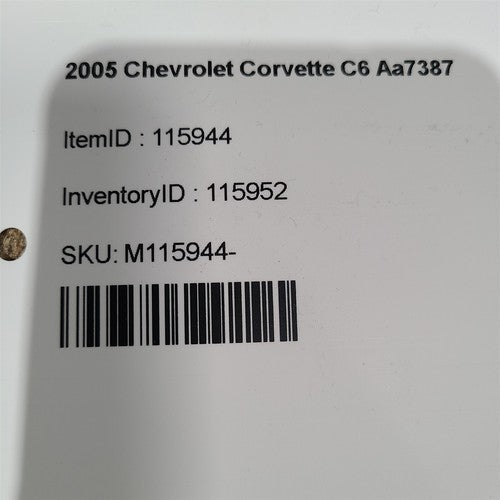 2005 Chevrolet Corvette C6 Aa7387
ItemID : 115944
InventoryID : 115952
SKU: M115944-